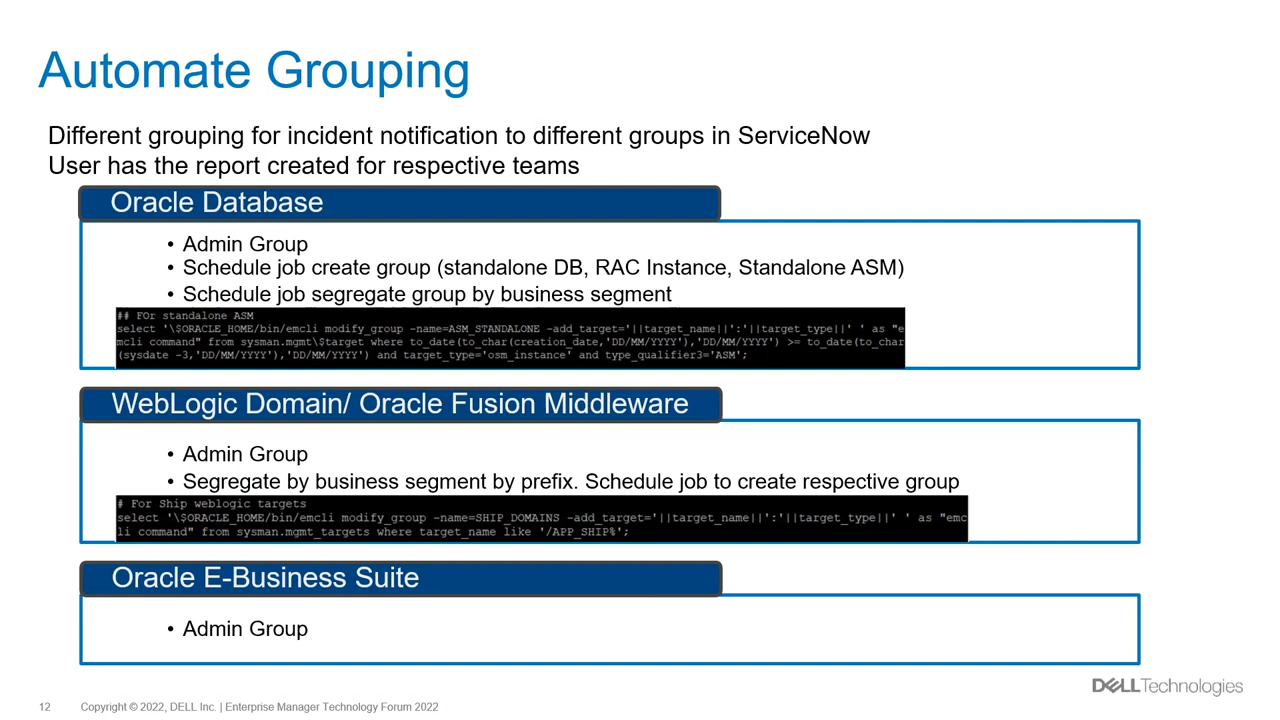 Automate Grouping
Different grouping for incident notification to different groups in ServiceNow
User has the report created for respective teams
Oracle Database
• Admin Group
• Schedule job create group (standalone DB, RAC Instance, Standalone ASM)
• Schedule job segregate group by business segment
## FOr standalone ASM
select '\$ORACLE_HOME/bin/emcli modify_group -name=ASM_STANDALONE -add_target='||target_name||':'||target_type||' ' as "e
mcli command" from sysman.mgmt\$target where to_date(to_char(creation_date,'DD/MM/YYYY'),'DD/MM/YYYY') >= to_date(to_char
(sysdate -3,'DD/MM/YYYY'),'DD/MM/YYYY') and target_type='osm_instance' and type_qualifier3='ASM';
WebLogic Domain/ Oracle Fusion Middleware
• Admin Group
• Segregate by business segment by prefix. Schedule job to create respective group
# For Ship weblogic targets
select '\$ORACLE_HOME/bin/emcli modify_group -name=SHIP_DOMAINS -add_target='||target_name||':'||target_type||' ' as "emc
li command" from sysman.mgmt_targets where target_name like '/APP_SHIP%';
Oracle E-Business Suite
• Admin Group
DELL Technologies
12 Copyright © 2022, DELL Inc. | Enterprise Manager Technology Forum 2022